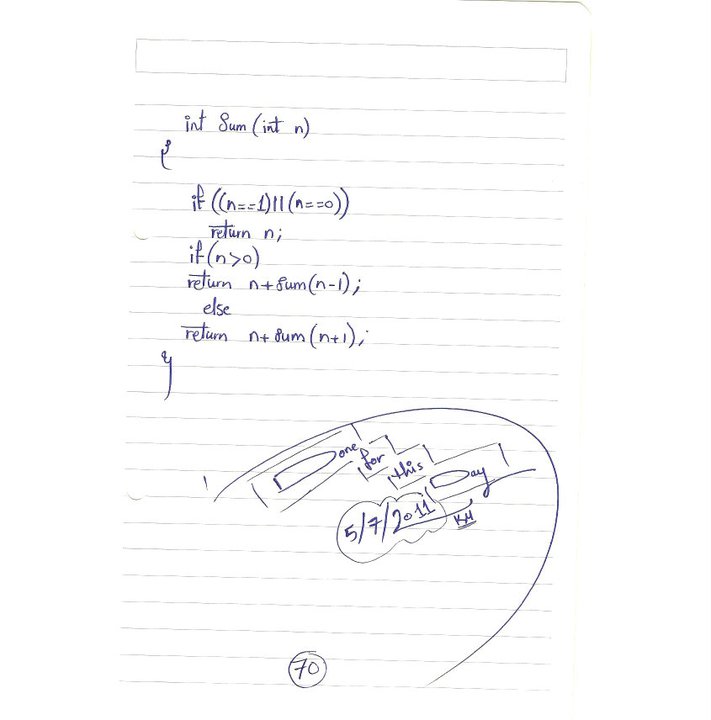 int Sum (int n)
{
if ((n==1)||(n==0))
return n;
if (n>0)
return n+sum(n-1);
else
return n+sum(n+1);
}
Done for this Day
5/7/2011
KM
70